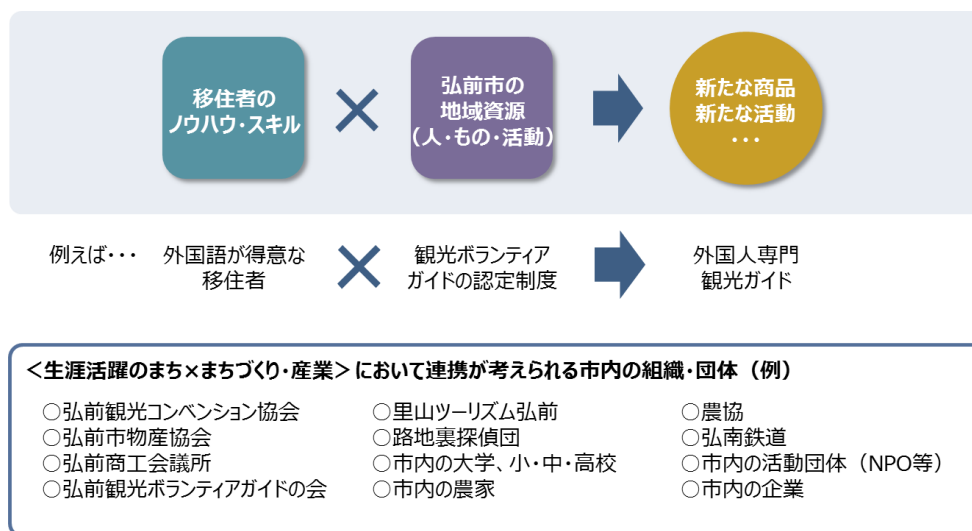 移住者の
ノウハウ・スキル
×
弘前市の
地域資源
（人・もの・活動）
新たな商品
新たな活動
・・・
例えば・・・
外国語が得意な
移住者
×
観光ボランティア
ガイドの認定制度
外国人専門
観光ガイド
＜生涯活躍のまち×まちづくり・産業＞において連携が考えられる市内の組織・団体（例）
○弘前観光コンベンション協会
○弘前市物産協会
○弘前商工会議所
○弘前観光ボランティアガイドの会
○里山ツーリズム弘前
○路地裏探偵団
○市内の大学、小・中・高校
○市内の農家
○農協
○弘南鉄道
○市内の活動団体（NPO等）
○市内の企業